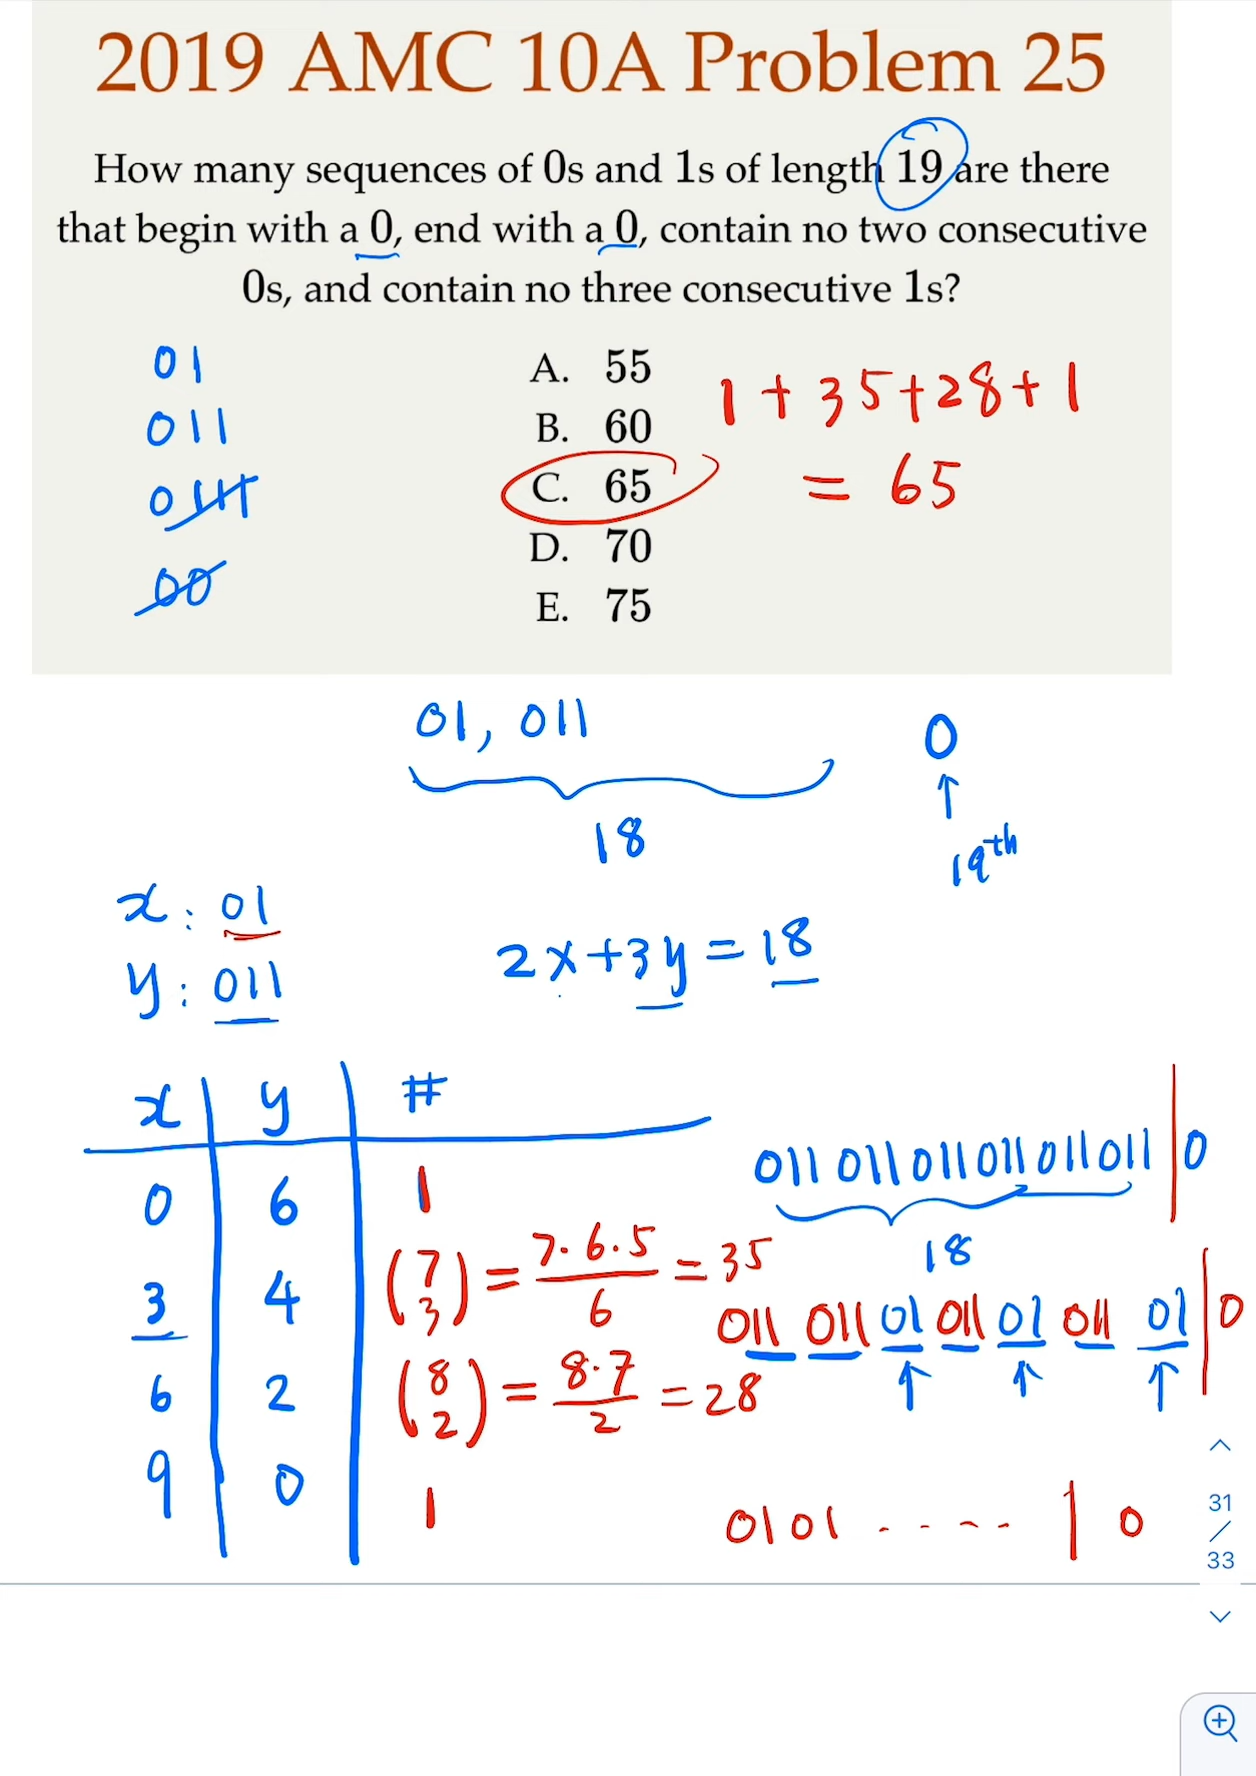 2019 AMC 10A Problem 25
How many sequences of 0s and 1s of length 19 are there
that begin with a 0, end with a 0, contain no two consecutive
0s, and contain no three consecutive 1s?
01
011
0111
00
A. 55
B. 60
C. 65
D. 70
E. 75
1 + 35 + 28 + 1
= 65
01, 011
18
0
↑
19th
x: 01
y: 011
2x + 3y = 18
x y #
0 6 1
3 4 (7 3) = 7·6·5 / 6 = 35
6 2 (8 2) = 8·7 / 2 = 28
9 0 1
011 011 011 011 011 011 | 0
18
011 011 01 011 01 011 01 | 0
↑ ↑ ↑
0101 ..... | 0
31
/
33